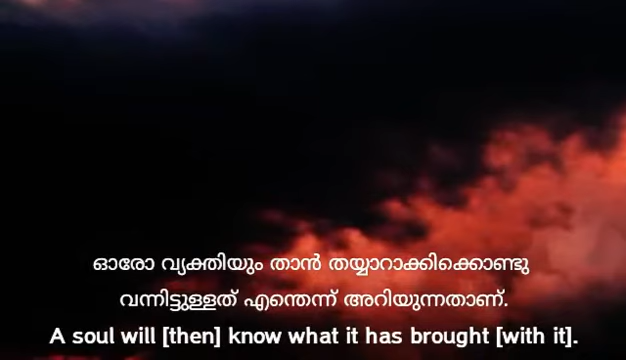 ഓരോ വ്യക്തിയും താൻ തയ്യാറാക്കിക്കൊണ്ടു
വന്നിട്ടുള്ളത് എന്തെന്ന് അറിയുന്നതാണ്.
A soul will [then] know what it has brought [with it].